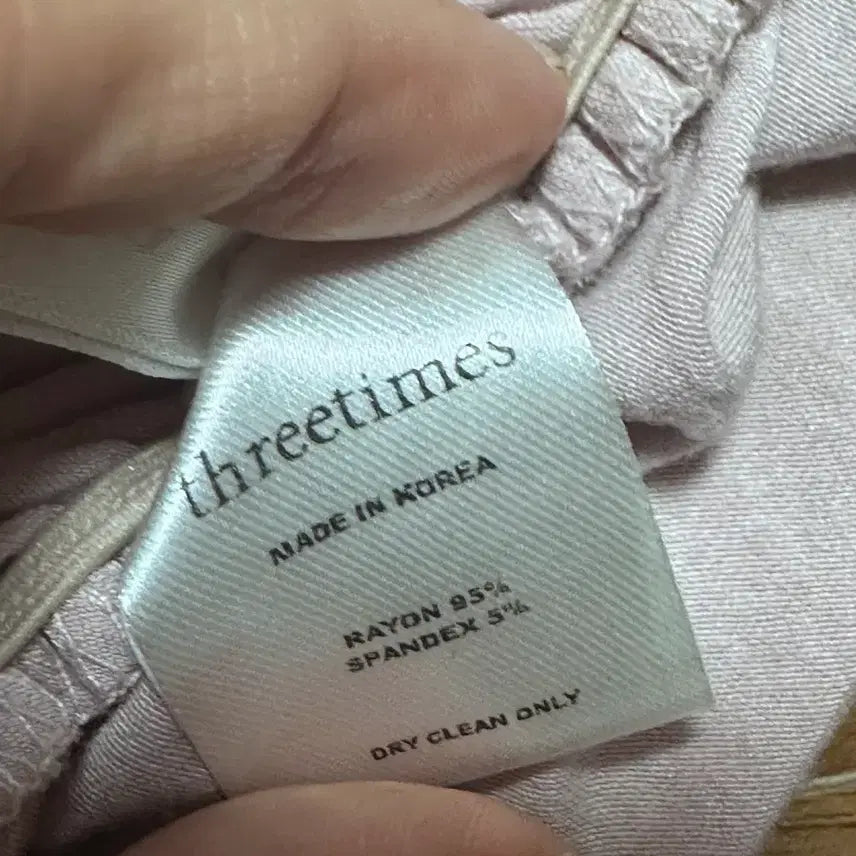 threetimes
MADE IN KOREA
RAYON 95%
SPANDEX 5%
DRY CLEAN ONLY